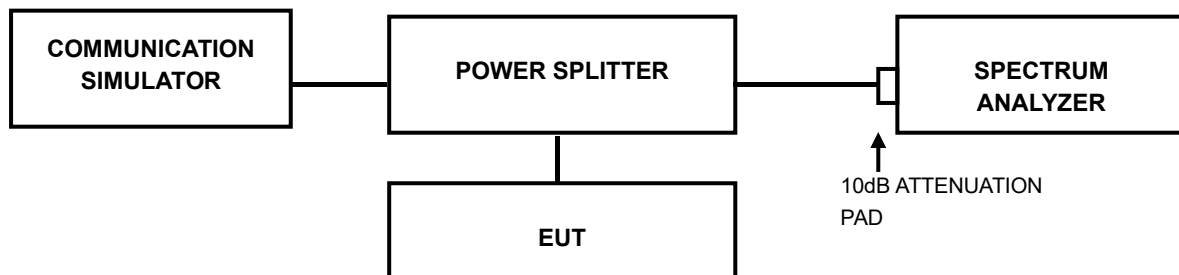 COMMUNICATION
SIMULATOR
POWER SPLITTER
SPECTRUM
ANALYZER
10dB ATTENUATION
PAD
EUT